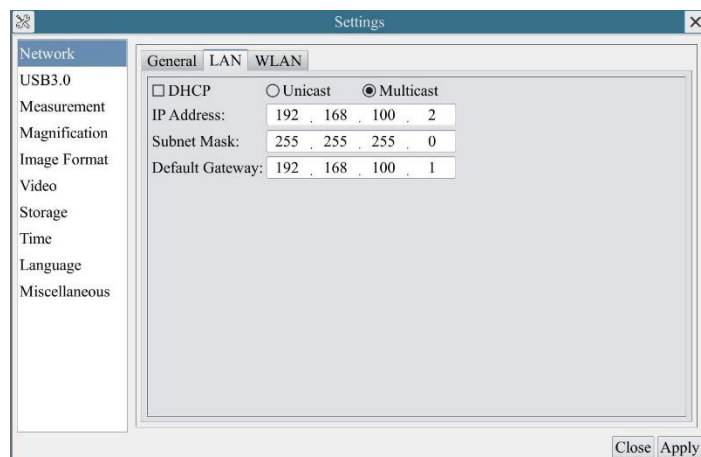 Settings
Network
USB3.0
Measurement
Magnification
Image Format
Video
Storage
Time
Language
Miscellaneous
General LAN WLAN
DHCP Unicast Multicast
IP Address: 192 . 168 . 100 . 2
Subnet Mask: 255 . 255 . 255 . 0
Default Gateway: 192 . 168 . 100 . 1
Close Apply